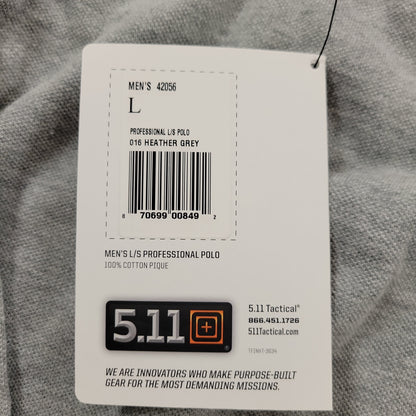 MEN'S 42056
L
PROFESSIONAL L/S POLO
016 HEATHER GREY
8 70699 00849 2
MEN'S L/S PROFESSIONAL POLO
100% COTTON PIQUE
5.11
5.11 Tactical®
866.451.1726
511Tactical.com
WE ARE INNOVATORS WHO MAKE PURPOSE-BUILT
GEAR FOR THE MOST DEMANDING MISSIONS.